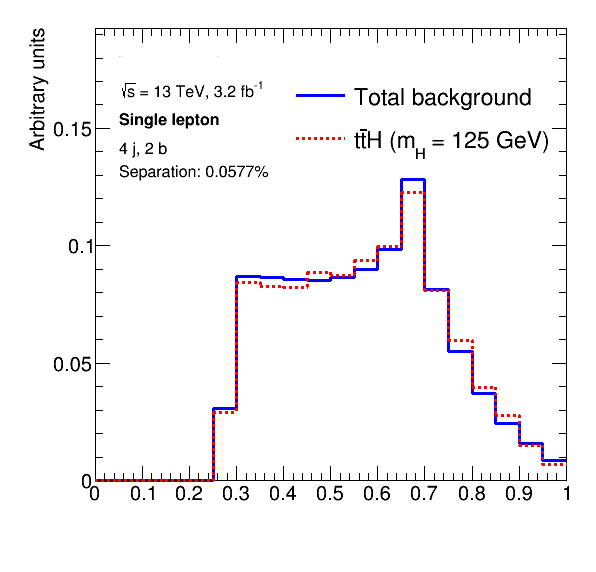 Arbitrary units
√s = 13 TeV, 3.2 fb⁻¹
Single lepton
4 j, 2 b
Separation: 0.0577%
Total background
tt̄H (m_H = 125 GeV)
0.15
0.1
0.05
0
0 0.1 0.2 0.3 0.4 0.5 0.6 0.7 0.8 0.9 1